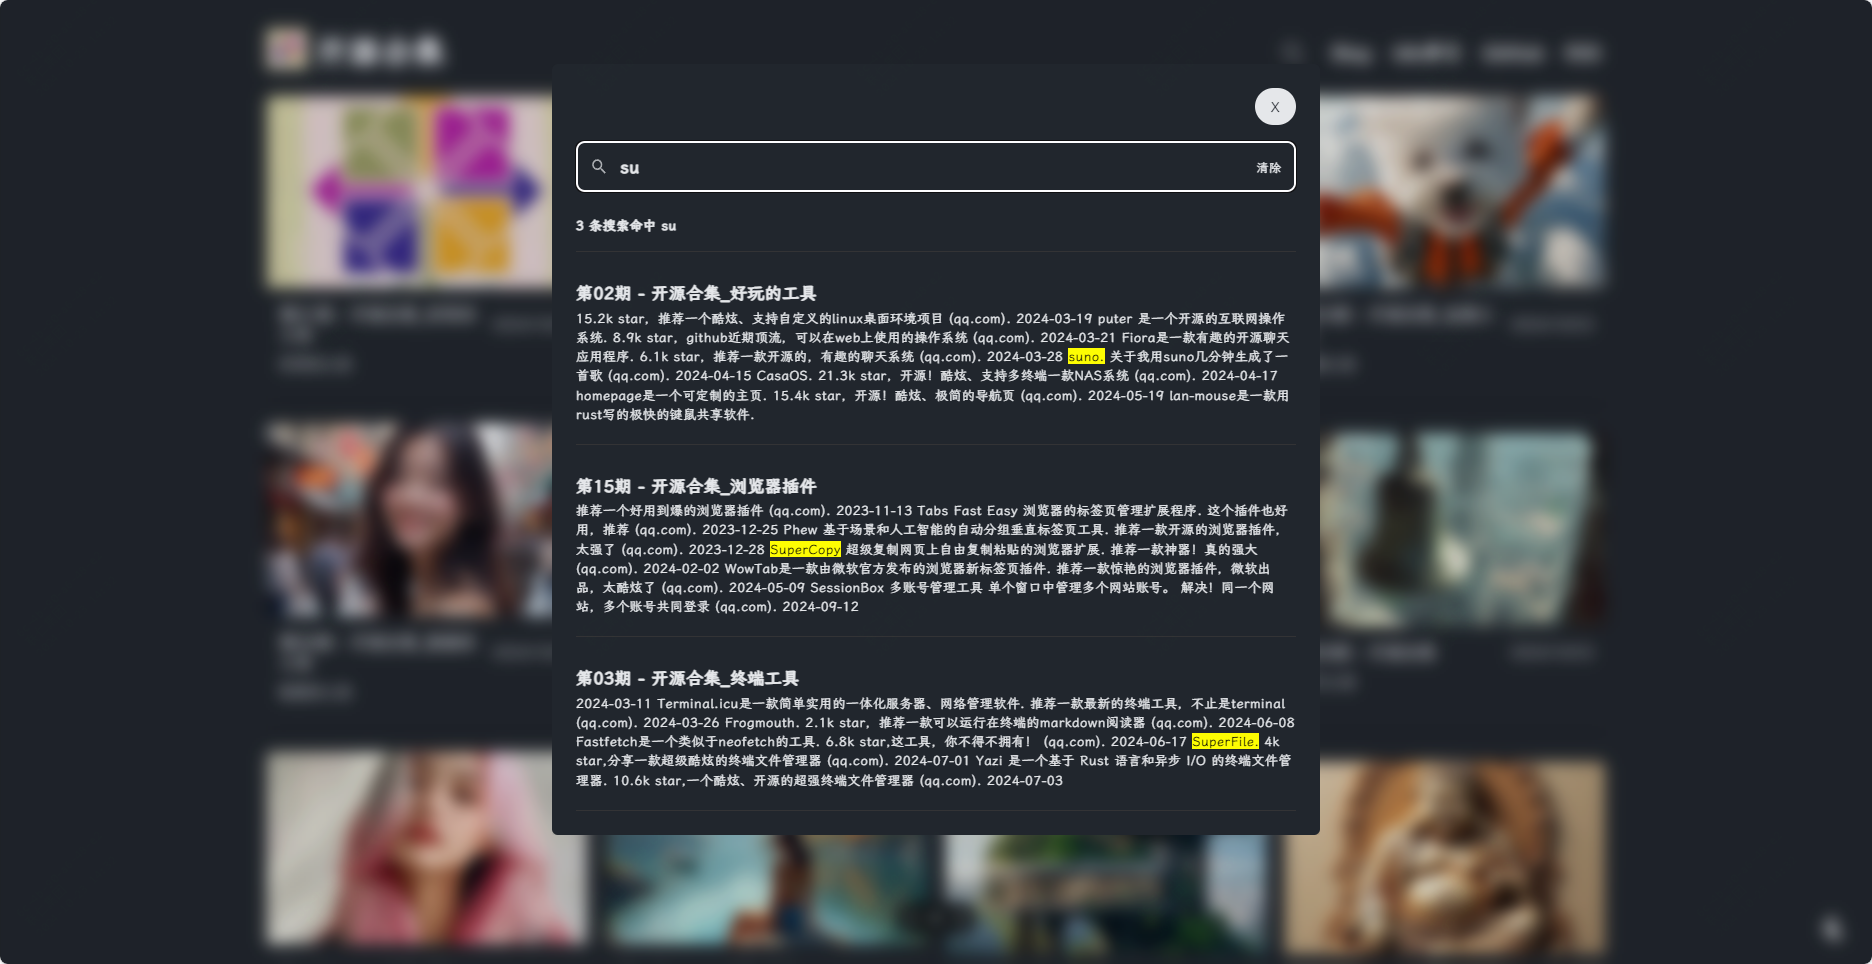 开源合集
X
su
清除
3 条搜索命中 su
第02期 - 开源合集_好玩的工具
15.2k star，推荐一个酷炫、支持自定义的linux桌面环境项目 (qq.com). 2024-03-19 puter 是一个开源的互联网操作
系统. 8.9k star，github近期顶流，可以在web上使用的操作系统 (qq.com). 2024-03-21 Fiora是一款有趣的开源聊天
应用程序. 6.1k star，推荐一款开源的，有趣的聊天系统 (qq.com). 2024-03-28 suno. 关于我用suno几分钟生成了一
首歌 (qq.com). 2024-04-15 CasaOS. 21.3k star，开源！酷炫、支持多终端一款NAS系统 (qq.com). 2024-04-17
homepage是一个可定制的主页. 15.4k star，开源！酷炫、极简的导航页 (qq.com). 2024-05-19 lan-mouse是一款用
rust写的极快的键鼠共享软件.
第15期 - 开源合集_浏览器插件
推荐一个好用到爆的浏览器插件 (qq.com). 2023-11-13 Tabs Fast Easy 浏览器的标签页管理扩展程序. 这个插件也好
用，推荐 (qq.com). 2023-12-25 Phew 基于场景和人工智能的自动分组垂直标签页工具. 推荐一款开源的浏览器插件，
太强了 (qq.com). 2023-12-28 SuperCopy 超级复制网页上自由复制粘贴的浏览器扩展. 推荐一款神器！真的强大
(qq.com). 2024-02-02 WowTab是一款由微软官方发布的浏览器新标签页插件. 推荐一款惊艳的浏览器插件，微软出
品，太酷炫了 (qq.com). 2024-05-09 SessionBox 多账号管理工具 单个窗口中管理多个网站账号。 解决！同一个网
站，多个账号共同登录 (qq.com). 2024-09-12
第03期 - 开源合集_终端工具
2024-03-11 Terminal.icu是一款简单实用的一体化服务器、网络管理软件. 推荐一款最新的终端工具，不止是terminal
(qq.com). 2024-03-26 Frogmouth. 2.1k star，推荐一款可以运行在终端的markdown阅读器 (qq.com). 2024-06-08
Fastfetch是一个类似于neofetch的工具. 6.8k star,这工具，你不得不拥有！ (qq.com). 2024-06-17 SuperFile. 4k
star,分享一款超级酷炫的终端文件管理器 (qq.com). 2024-07-01 Yazi 是一个基于 Rust 语言和异步 I/O 的终端文件管
理器. 10.6k star,一个酷炫、开源的超强终端文件管理器 (qq.com). 2024-07-03